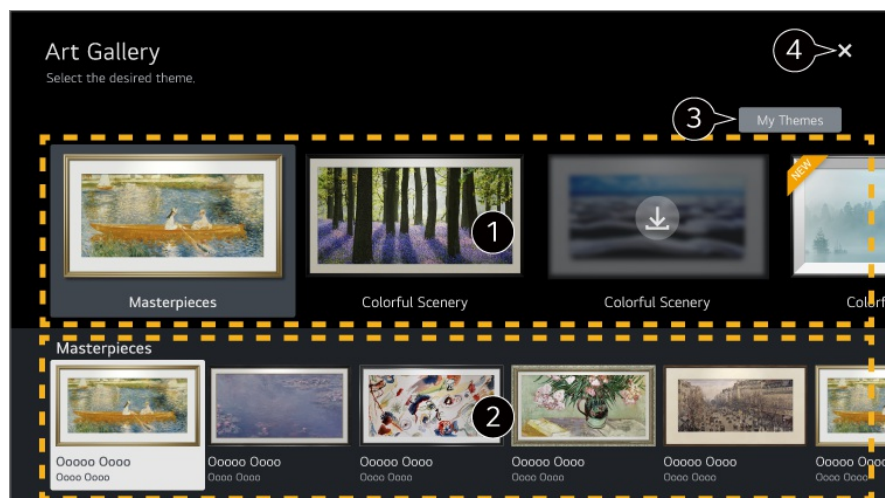 Art Gallery
Select the desired theme.
4
3
My Themes
NEW
1
Masterpieces
Colorful Scenery
Colorful Scenery
Colorf
Masterpieces
2
Ooooo Oooo
Ooooo Oooo
Ooooo Oooo
Ooooo Oooo
Ooooo Oooo
Ooooo Oooo
Oooo Oooo
Oooo Oooo
Oooo Oooo
Oooo Oooo
Oooo Oooo
Oooo Oooo